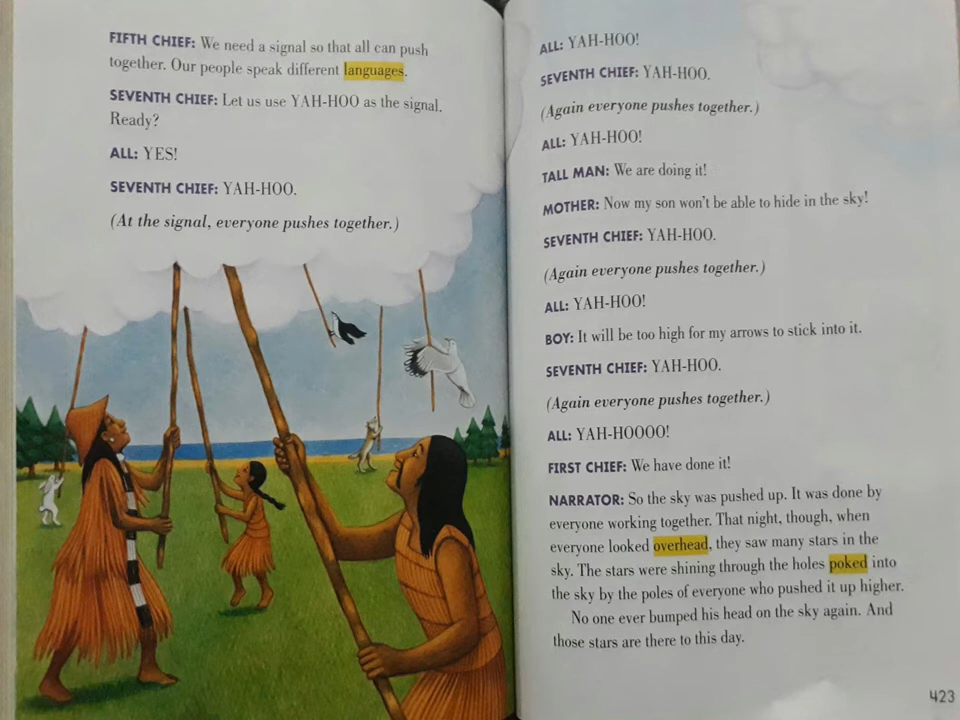 FIFTH CHIEF: We need a signal so that all can push
together. Our people speak different languages.
SEVENTH CHIEF: Let us use YAH-HOO as the signal.
Ready?
ALL: YES!
SEVENTH CHIEF: YAH-HOO.
(At the signal, everyone pushes together.)
ALL: YAH-HOO!
SEVENTH CHIEF: YAH-HOO.
(Again everyone pushes together.)
ALL: YAH-HOO!
TALL MAN: We are doing it!
MOTHER: Now my son won't be able to hide in the sky!
SEVENTH CHIEF: YAH-HOO.
(Again everyone pushes together.)
ALL: YAH-HOO!
BOY: It will be too high for my arrows to stick into it.
SEVENTH CHIEF: YAH-HOO.
(Again everyone pushes together.)
ALL: YAH-HOOOO!
FIRST CHIEF: We have done it!
NARRATOR: So the sky was pushed up. It was done by
everyone working together. That night, though, when
everyone looked overhead, they saw many stars in the
sky. The stars were shining through the holes poked into
the sky by the poles of everyone who pushed it up higher.
No one ever bumped his head on the sky again. And
those stars are there to this day.
423